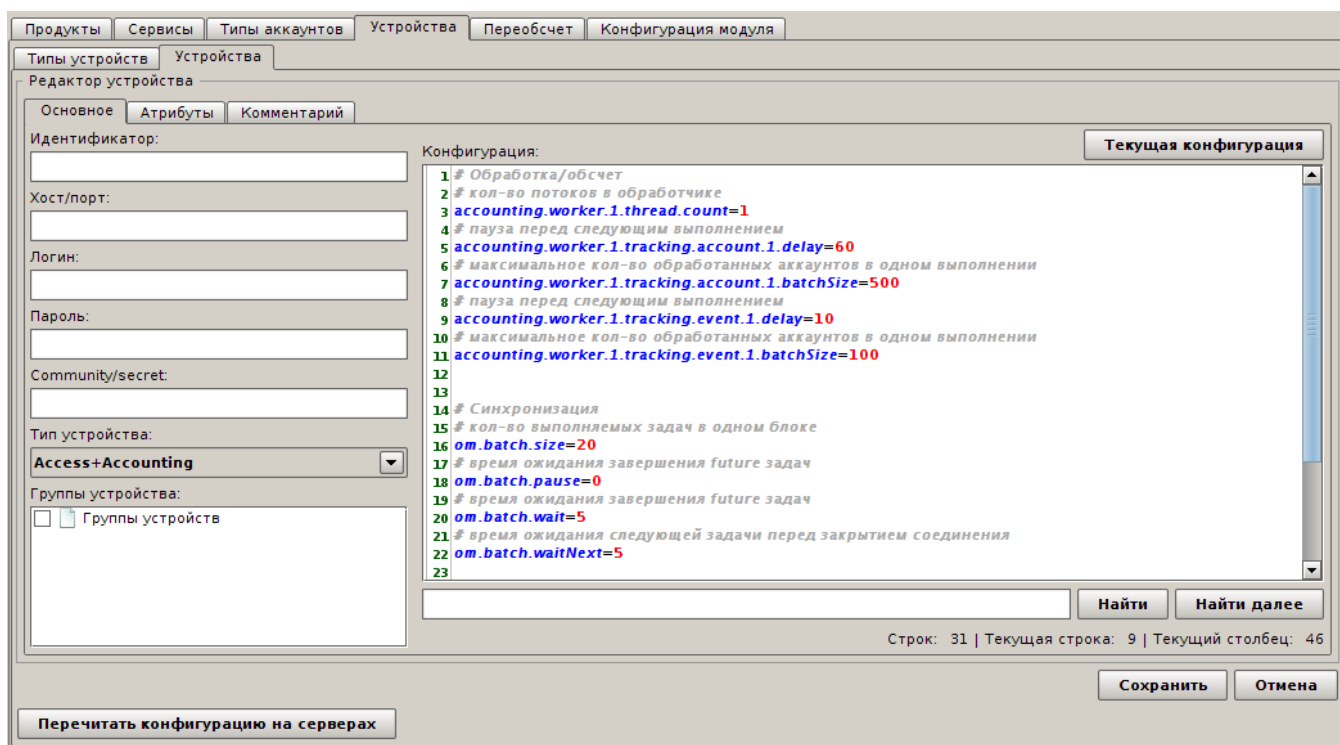 Продукты Сервисы Типы аккаунтов Устройства Переобсчет Конфигурация модуля
Типы устройств Устройства
Редактор устройства
Основное Атрибуты Комментарий
Идентификатор:
Хост/порт:
Логин:
Пароль:
Community/secret:
Тип устройства:
Access+Accounting
Группы устройства:
Группы устройств
Конфигурация:
Текущая конфигурация
1 # Обработка/обсчет
2 # кол-во потоков в обработчике
3 accounting.worker.1.thread.count=1
4 # пауза перед следующим выполнением
5 accounting.worker.1.tracking.account.1.delay=60
6 # максимальное кол-во обработанных аккаунтов в одном выполнении
7 accounting.worker.1.tracking.account.1.batchSize=500
8 # пауза перед следующим выполнением
9 accounting.worker.1.tracking.event.1.delay=10
10 # максимальное кол-во обработанных аккаунтов в одном выполнении
11 accounting.worker.1.tracking.event.1.batchSize=100
12
13
14 # Синхронизация
15 # кол-во выполняемых задач в одном блоке
16 om.batch.size=20
17 # время ожидания завершения future задач
18 om.batch.pause=0
19 # время ожидания завершения future задач
20 om.batch.wait=5
21 # время ожидания следующей задачи перед закрытием соединения
22 om.batch.waitNext=5
23
Найти Найти далее
Строк: 31 | Текущая строка: 9 | Текущий столбец: 46
Сохранить Отмена
Перечитать конфигурацию на серверах